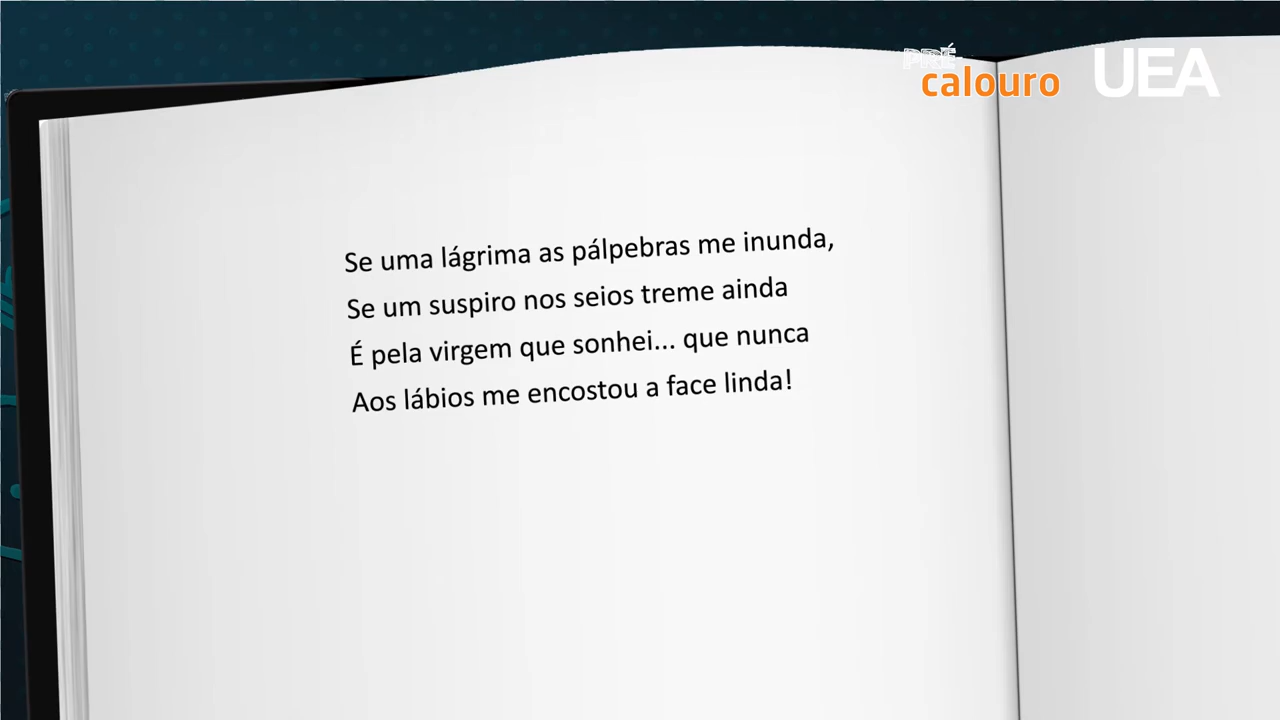 PRÉ-
calouro
UEA
Se uma lágrima as pálpebras me inunda,
Se um suspiro nos seios treme ainda
É pela virgem que sonhei... que nunca
Aos lábios me encostou a face linda!